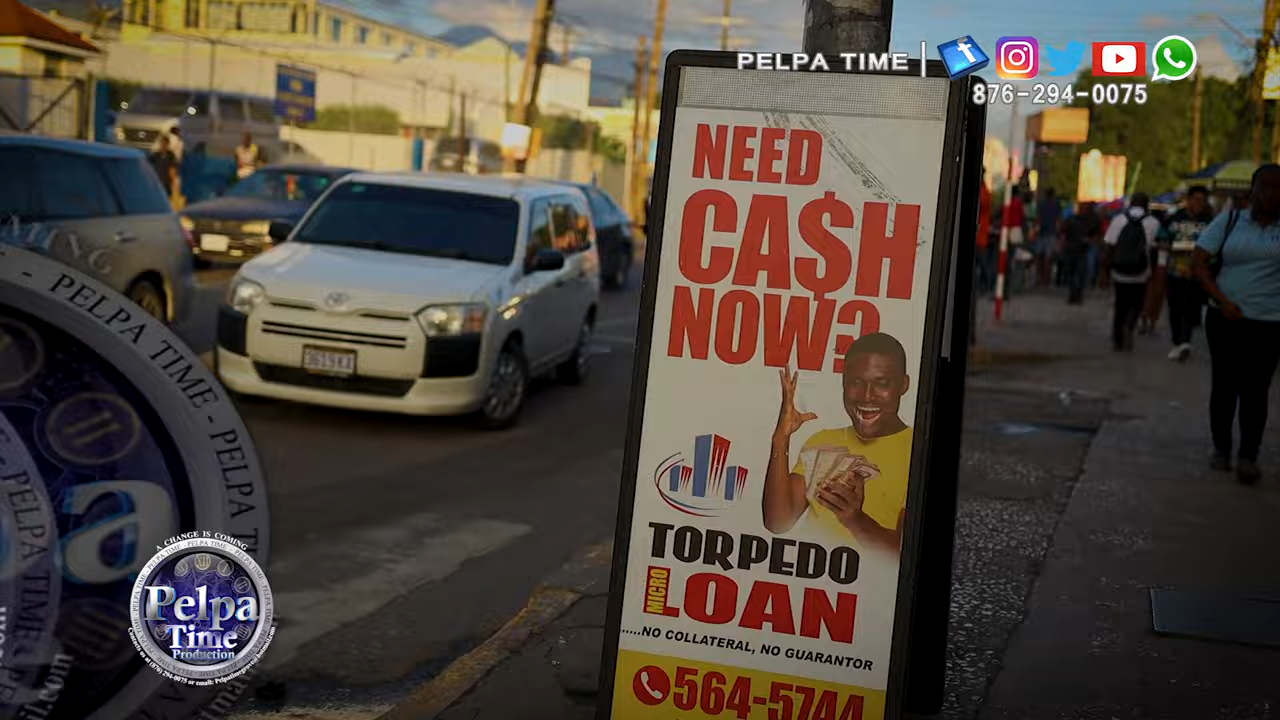 PELPA TIME |
876-294-0075
NEED
CA$H
NOW?
TORPEDO
MICRO
LOAN
.....NO COLLATERAL, NO GUARANTOR
564-5744
3619KX
PELPA TIME - PELPA TIME
A CHANGE IS COMING
Pelpa
Time
Production